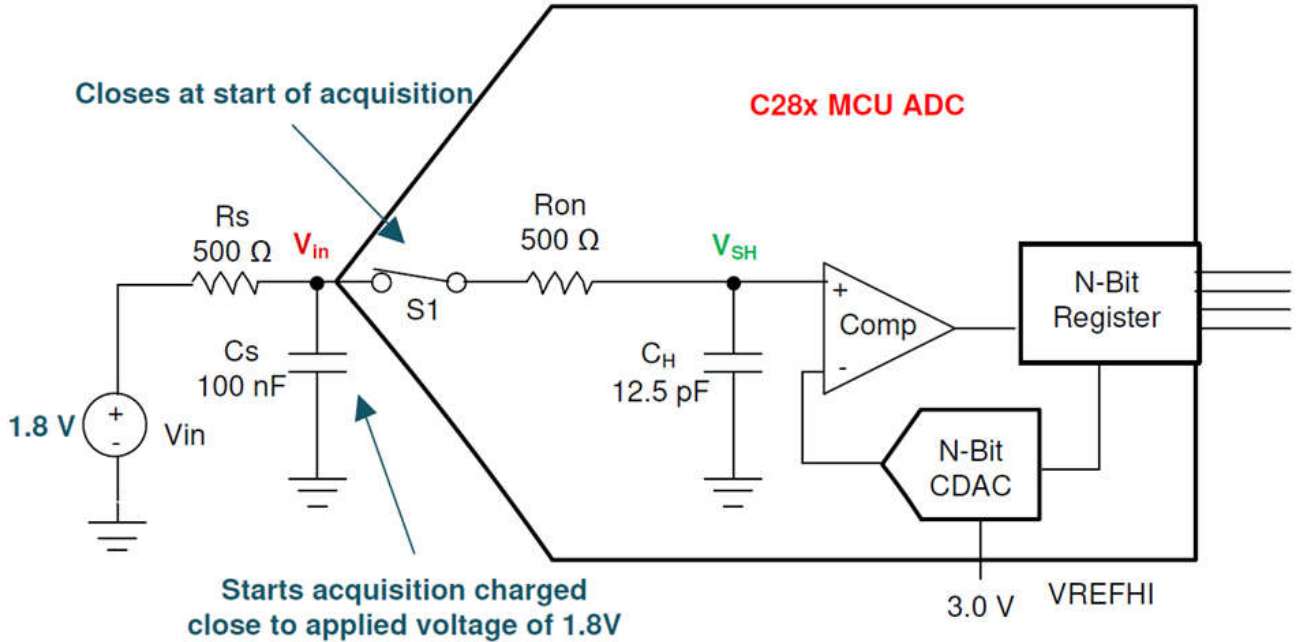 Closes at start of acquisition
C28x MCU ADC
Rs
500 Ω
Vin
S1
Ron
500 Ω
VSH
Cs
100 nF
CH
12.5 pF
+
-
Comp
N-Bit
Register
N-Bit
CDAC
1.8 V
+
-
Vin
Starts acquisition charged
close to applied voltage of 1.8V
3.0 V
VREFHI